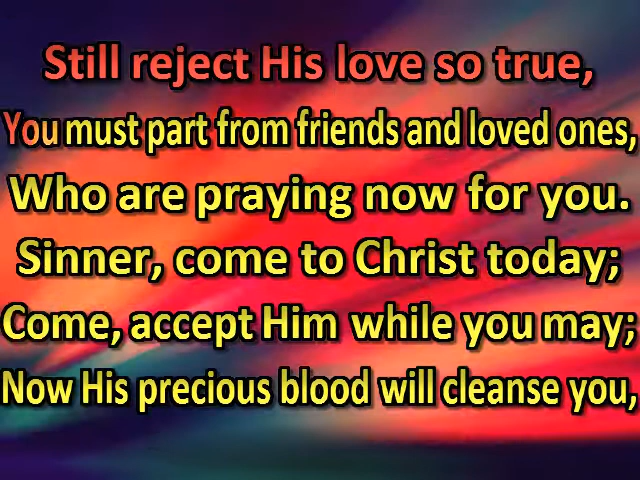 Still reject His love so true,
You must part from friends and loved ones,
Who are praying now for you.
Sinner, come to Christ today;
Come, accept Him while you may;
Now His precious blood will cleanse you,